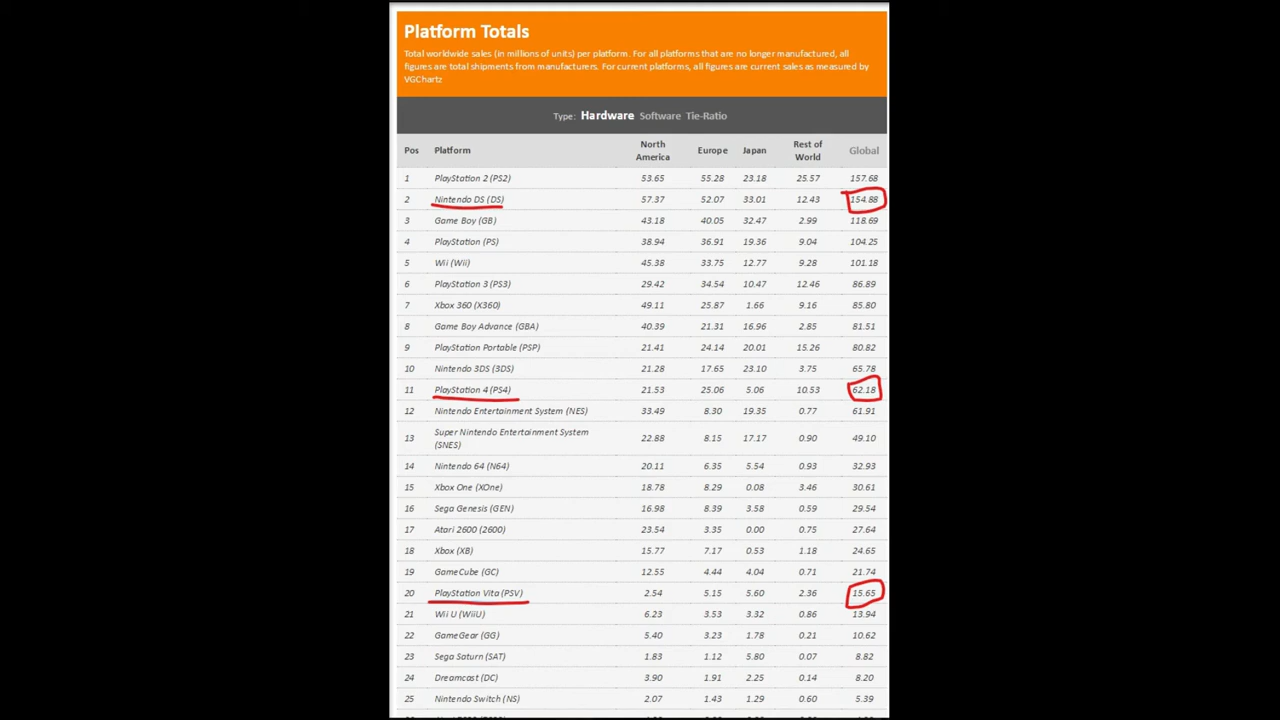 Platform Totals
Total worldwide sales (in millions of units) per platform. For all platforms that are no longer manufactured, all
figures are total shipments from manufacturers. For current platforms, all figures are current sales as measured by
VGChartz
Type: Hardware Software Tie-Ratio
Pos Platform North America Europe Japan Rest of World Global
1 PlayStation 2 (PS2) 53.65 55.28 23.18 25.57 157.68
2 Nintendo DS (DS) 57.37 52.07 33.01 12.43 154.88
3 Game Boy (GB) 43.18 40.05 32.47 2.99 118.69
4 PlayStation (PS) 38.94 36.91 19.36 9.04 104.25
5 Wii (Wii) 45.38 33.75 12.77 9.28 101.18
6 PlayStation 3 (PS3) 29.42 34.54 10.47 12.46 86.89
7 Xbox 360 (X360) 49.11 25.87 1.66 9.16 85.80
8 Game Boy Advance (GBA) 40.39 21.31 16.96 2.85 81.51
9 PlayStation Portable (PSP) 21.41 24.14 20.01 15.26 80.82
10 Nintendo 3DS (3DS) 21.28 17.65 23.10 3.75 65.78
11 PlayStation 4 (PS4) 21.53 25.06 5.06 10.53 62.18
12 Nintendo Entertainment System (NES) 33.49 8.30 19.35 0.77 61.91
13 Super Nintendo Entertainment System (SNES) 22.88 8.15 17.17 0.90 49.10
14 Nintendo 64 (N64) 20.11 6.35 5.54 0.93 32.93
15 Xbox One (XOne) 18.78 8.29 0.08 3.46 30.61
16 Sega Genesis (GEN) 16.98 8.39 3.58 0.59 29.54
17 Atari 2600 (2600) 23.54 3.35 0.00 0.75 27.64
18 Xbox (XB) 15.77 7.17 0.53 1.18 24.65
19 GameCube (GC) 12.55 4.44 4.04 0.71 21.74
20 PlayStation Vita (PSV) 2.54 5.15 5.60 2.36 15.65
21 Wii U (WiiU) 6.23 3.53 3.32 0.86 13.94
22 GameGear (GG) 5.40 3.23 1.78 0.21 10.62
23 Sega Saturn (SAT) 1.83 1.12 5.80 0.07 8.82
24 Dreamcast (DC) 3.90 1.91 2.25 0.14 8.20
25 Nintendo Switch (NS) 2.07 1.43 1.29 0.60 5.39